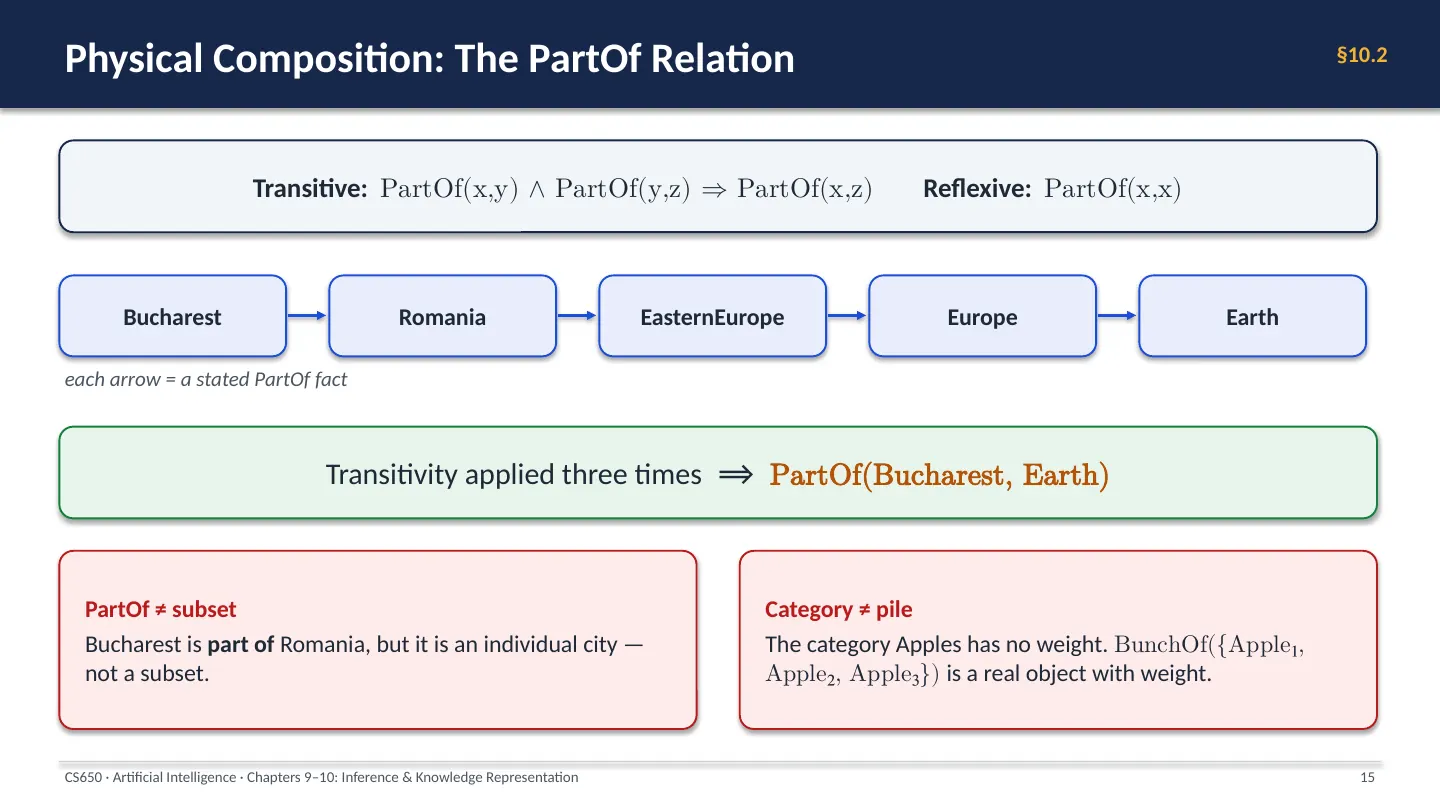 Physical Composition: The PartOf Relation
§10.2
Transitive: PartOf(x,y) ∧ PartOf(y,z) ⇒ PartOf(x,z) Reflexive: PartOf(x,x)
Bucharest
Romania
EasternEurope
Europe
Earth
each arrow = a stated PartOf fact
Transitivity applied three times ⟹ PartOf(Bucharest, Earth)
PartOf ≠ subset
Bucharest is part of Romania, but it is an individual city —
not a subset.
Category ≠ pile
The category Apples has no weight. BunchOf({Apple₁,
Apple₂, Apple₃}) is a real object with weight.
CS650 · Artificial Intelligence · Chapters 9–10: Inference & Knowledge Representation
15